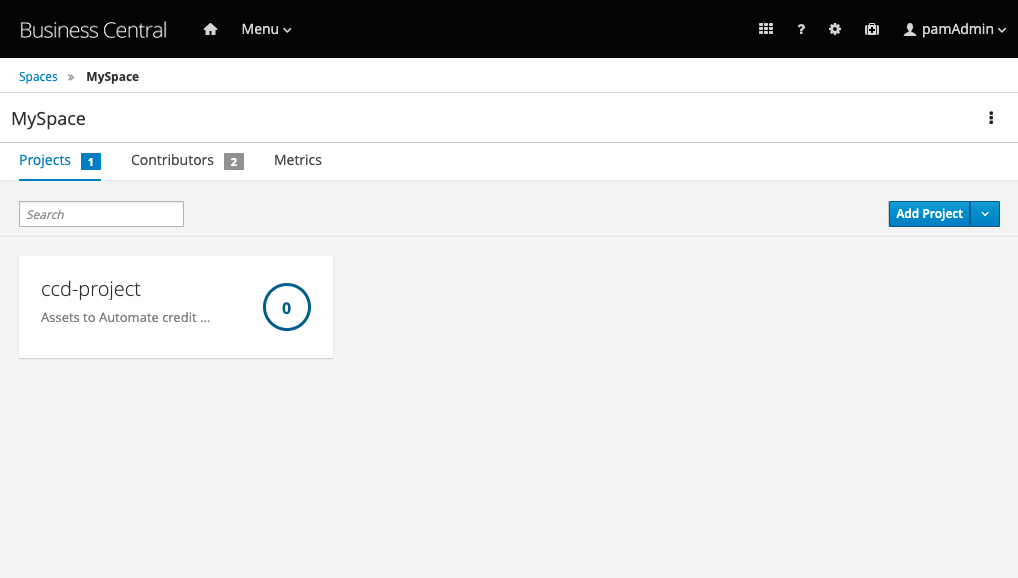 Business Central Menu ? pamAdmin
Spaces » MySpace
MySpace
Projects 1 Contributors 2 Metrics
Search Add Project
ccd-project
0
Assets to Automate credit ...